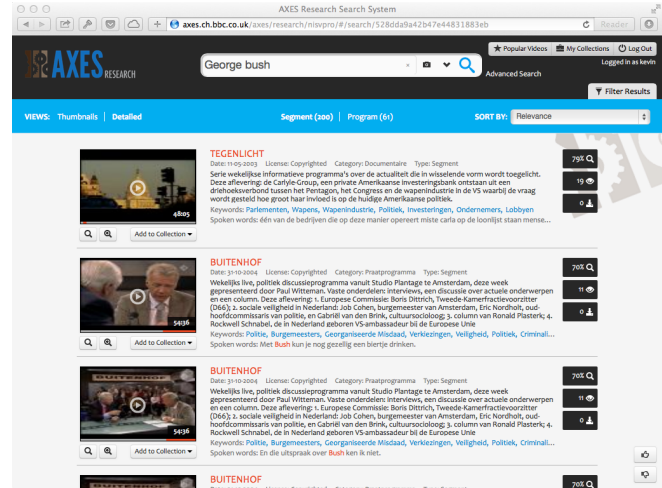 AXES Research Search System
axes.ch.bbc.co.uk/axes/research/nisvpro/#/search/528dda9a42b47e44831883eb
Reader
AXES RESEARCH
George bush
Popular Videos My Collections Log Out
Logged in as kevin
Advanced Search
Filter Results
VIEWS: Thumbnails | Detailed
Segment (200) | Program (61)
SORT BY: Relevance
TEGENLICHT
Date: 11-05-2003 License: Copyrighted Category: Documentaire Type: Segment
Serie wekelijkse informatieve programma's over de actualiteit die in wisselende vorm wordt toegelicht.
Deze aflevering: de Carlyle-Group, een private Amerikaanse investeringsbank ontstaan uit een
driehoeksverbond tussen het Pentagon, het Congress en de wapenindustrie in de VS waarbij de vraag
wordt gesteld hoe groot haar invloed is op de huidige Amerikaanse politiek.
Keywords: Parlementen, Wapens, Wapenindustrie, Politiek, Investeringen, Ondernemers, Lobbyen
Spoken words: één van de bedrijven die op deze manier opereert miste carla op de loonlijst staan mense...
48:05
Add to Collection
79%
19
0
BUITENHOF
Date: 31-10-2004 License: Copyrighted Category: Praatprogramma Type: Segment
Wekelijks live, politiek discussieprogramma vanuit Studio Plantage te Amsterdam, deze week
gepresenteerd door Paul Witteman. Vaste onderdelen: interviews, een discussie over actuele onderwerpen
en een column. Deze aflevering: 1. Europese Commissie: Boris Dittrich, Tweede-Kamerfractievoorzitter
(D66); 2. sociale veiligheid in Nederland: Job Cohen, burgemeester van Amsterdam, Eric Nordholt, oud-
hoofdcommissaris van politie, en Gabriël van den Brink, cultuursocioloog; 3. column van Ronald Plasterk; 4.
Rockwell Schnabel, de in Nederland geboren VS-ambassadeur bij de Europese Unie
Keywords: Politie, Burgemeesters, Georganiseerde Misdaad, Verkiezingen, Veiligheid, Politiek, Criminali...
Spoken words: Met Bush kun je nog gezellig een biertje drinken.
54:36
Add to Collection
70%
11
0
BUITENHOF
Date: 31-10-2004 License: Copyrighted Category: Praatprogramma Type: Segment
Wekelijks live, politiek discussieprogramma vanuit Studio Plantage te Amsterdam, deze week
gepresenteerd door Paul Witteman. Vaste onderdelen: interviews, een discussie over actuele onderwerpen
en een column. Deze aflevering: 1. Europese Commissie: Boris Dittrich, Tweede-Kamerfractievoorzitter
(D66); 2. sociale veiligheid in Nederland: Job Cohen, burgemeester van Amsterdam, Eric Nordholt, oud-
hoofdcommissaris van politie, en Gabriël van den Brink, cultuursocioloog; 3. column van Ronald Plasterk; 4.
Rockwell Schnabel, de in Nederland geboren VS-ambassadeur bij de Europese Unie
Keywords: Politie, Burgemeesters, Georganiseerde Misdaad, Verkiezingen, Veiligheid, Politiek, Criminali...
Spoken words: En die uitspraak over Bush ken ik niet.
BUITENHOF
54:36
Add to Collection
70%
11
0
BUITENHOF
70%